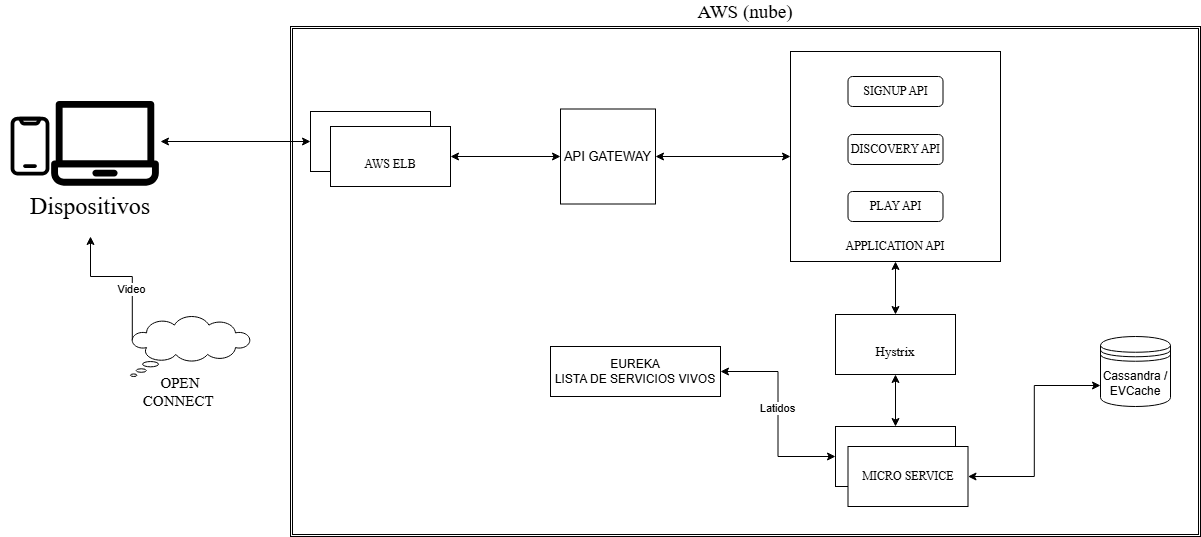 AWS (nube)
SIGNUP API
DISCOVERY API
PLAY API
APPLICATION API
API GATEWAY
AWS ELB
Dispositivos
Video
OPEN
CONNECT
Hystrix
EUREKA
LISTA DE SERVICIOS VIVOS
Latidos
MICRO SERVICE
Cassandra /
EVCache